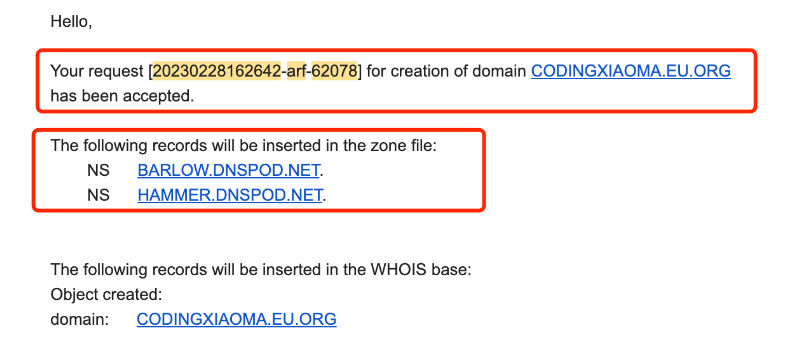 Hello,
Your request [20230228162642-arf-62078] for creation of domain CODINGXIAOMA.EU.ORG
has been accepted.
The following records will be inserted in the zone file:
NS BARLOW.DNSPOD.NET.
NS HAMMER.DNSPOD.NET.
The following records will be inserted in the WHOIS base:
Object created:
domain: CODINGXIAOMA.EU.ORG